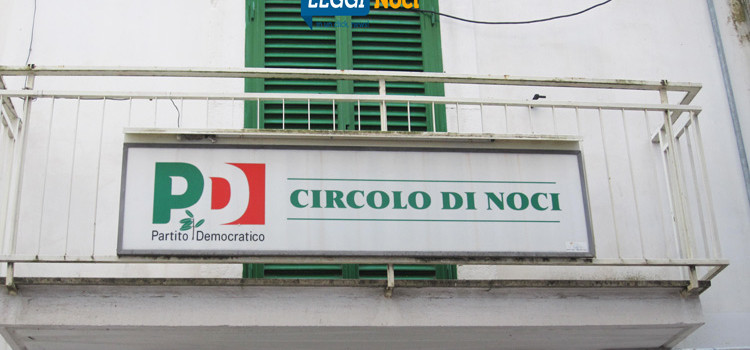 LEGGI NOCI
PD
Partito Democratico
CIRCOLO DI NOCI